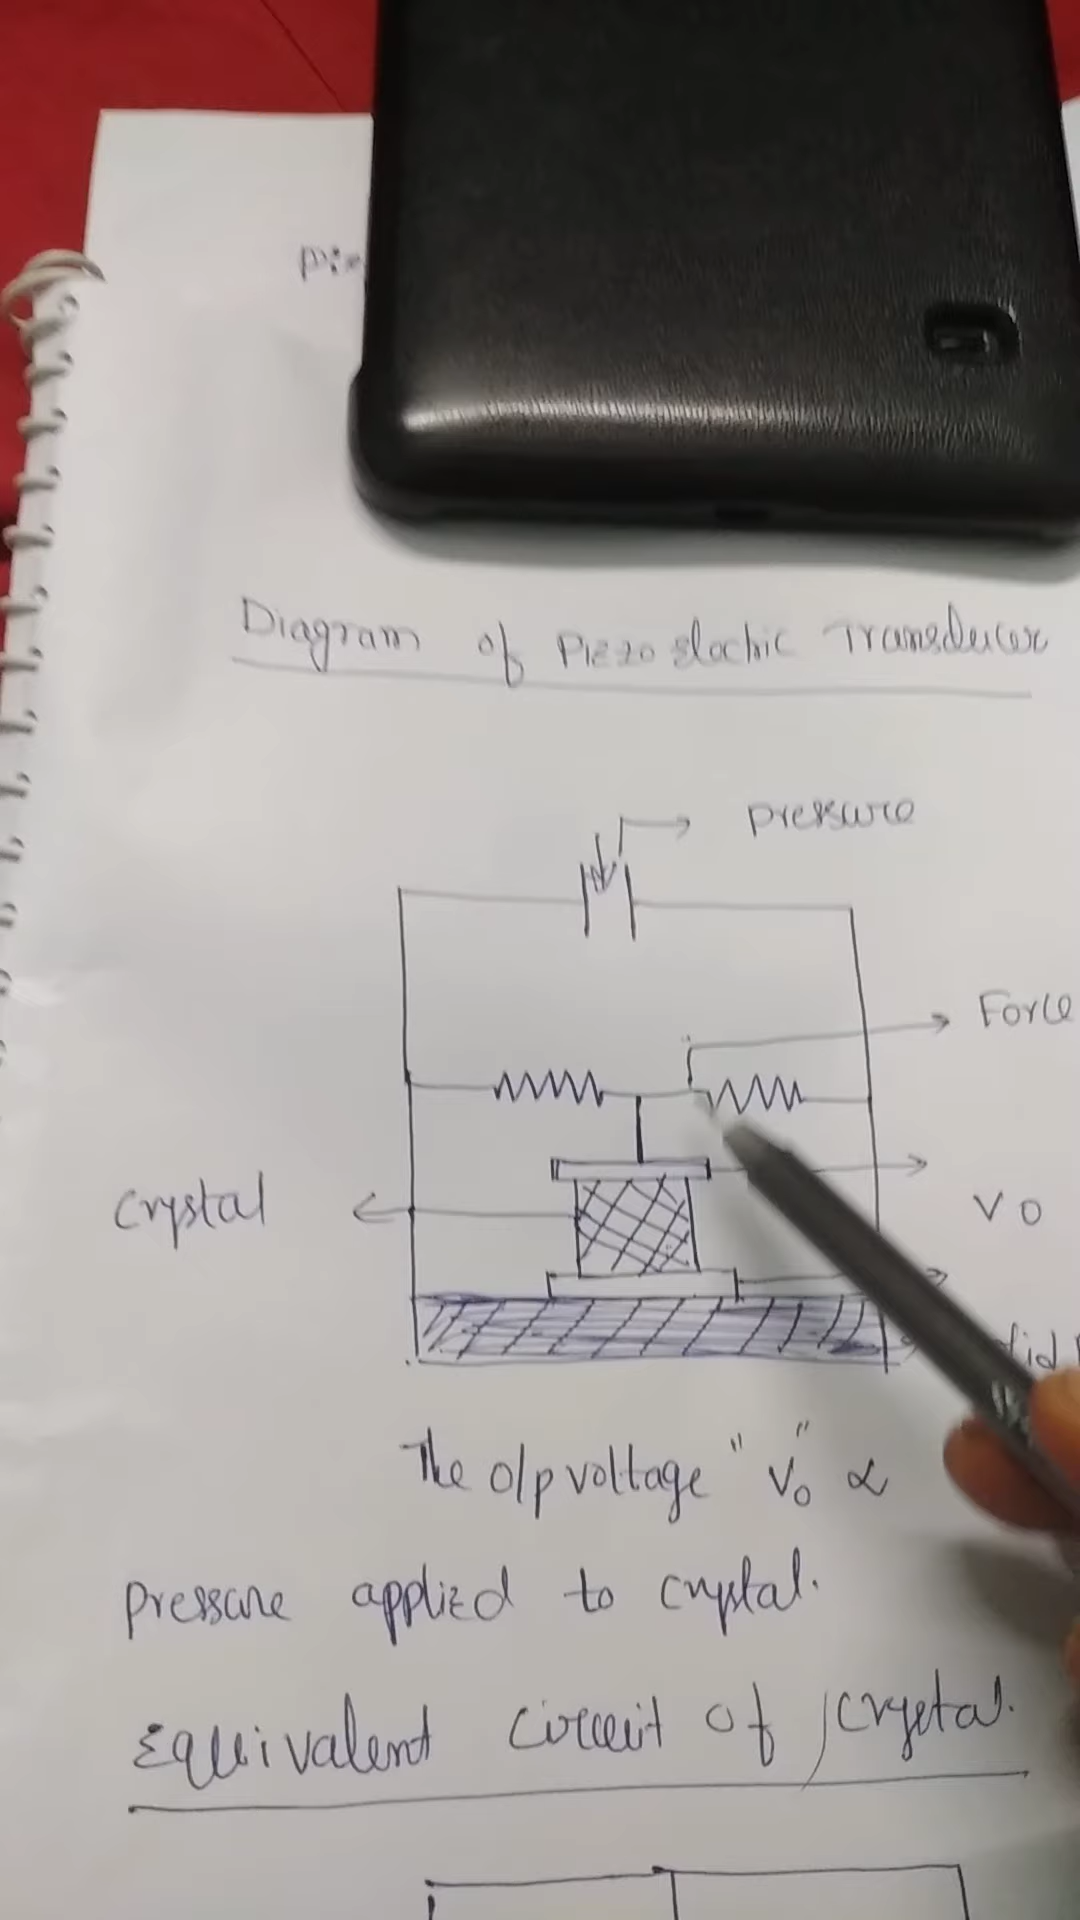 Diagram of Piezo electric Transducer
pressure
Force
Crystal
VO
The o/p voltage "Vo" ∝
pressure applied to crystal.
Equivalent circuit of crystal.